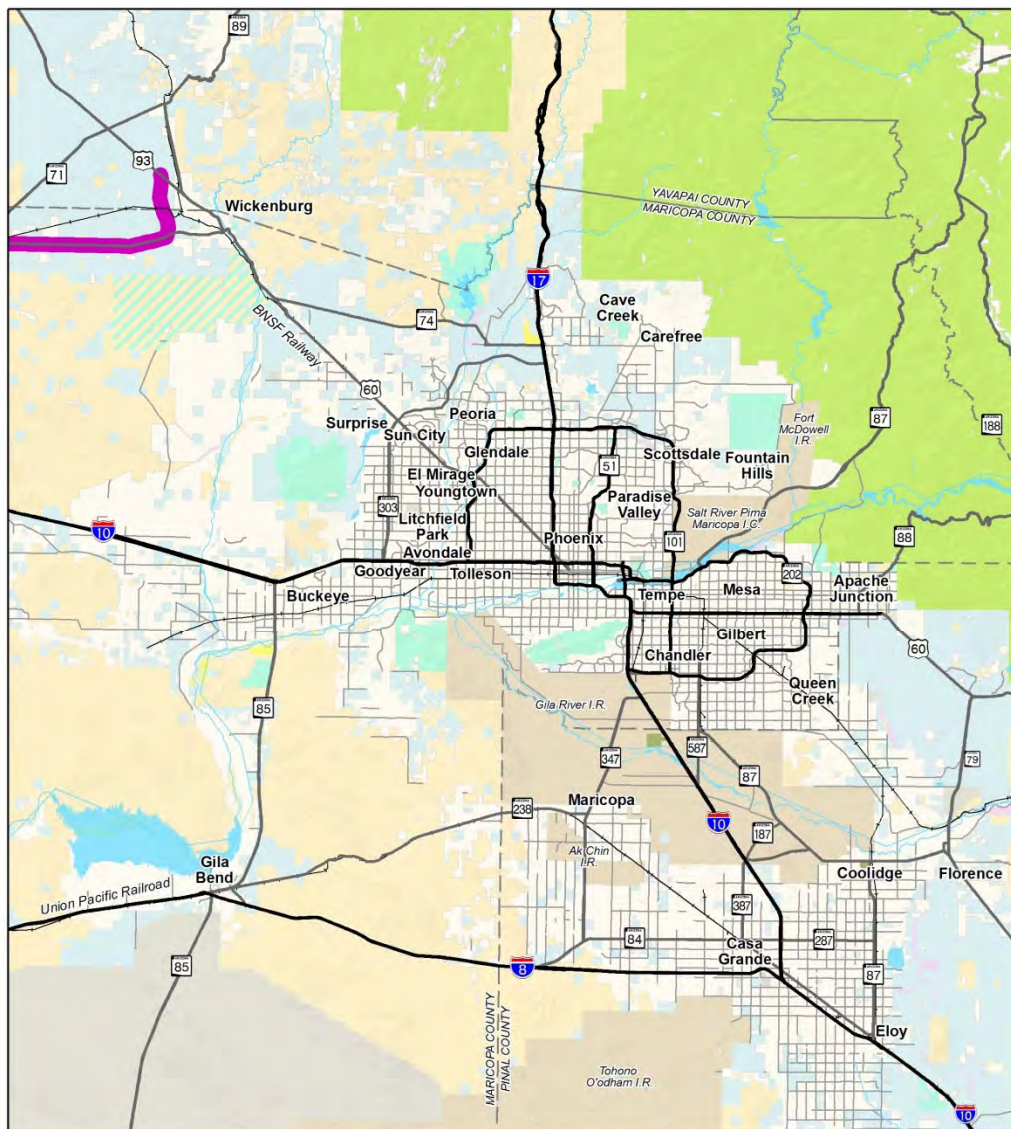 89
93
71
Wickenburg
YAVAPAI COUNTY
MARICOPA COUNTY
17
Cave
Creek
74
BNSF Railway
Carefree
60
Peoria
Surprise
Sun City
Glendale
Fort
McDowell
I.R.
87
188
Scottsdale
51
Fountain
Hills
El Mirage
Youngtown
Paradise
Valley
303
Litchfield
Park
Salt River Pima
Maricopa I.C.
10
Phoenix
101
88
Avondale
Goodyear
Tolleson
202
Buckeye
Tempe
Mesa
Apache
Junction
Gilbert
Chandler
60
Queen
Creek
85
Gila River I.R.
347
587
87
79
Maricopa
238
10
187
Ak Chin
I.R.
Gila
Bend
Coolidge
Florence
Union Pacific Railroad
387
84
287
Casa
Grande
85
8
87
MARICOPA COUNTY
PINAL COUNTY
Eloy
Tohono
O'odham I.R.
10